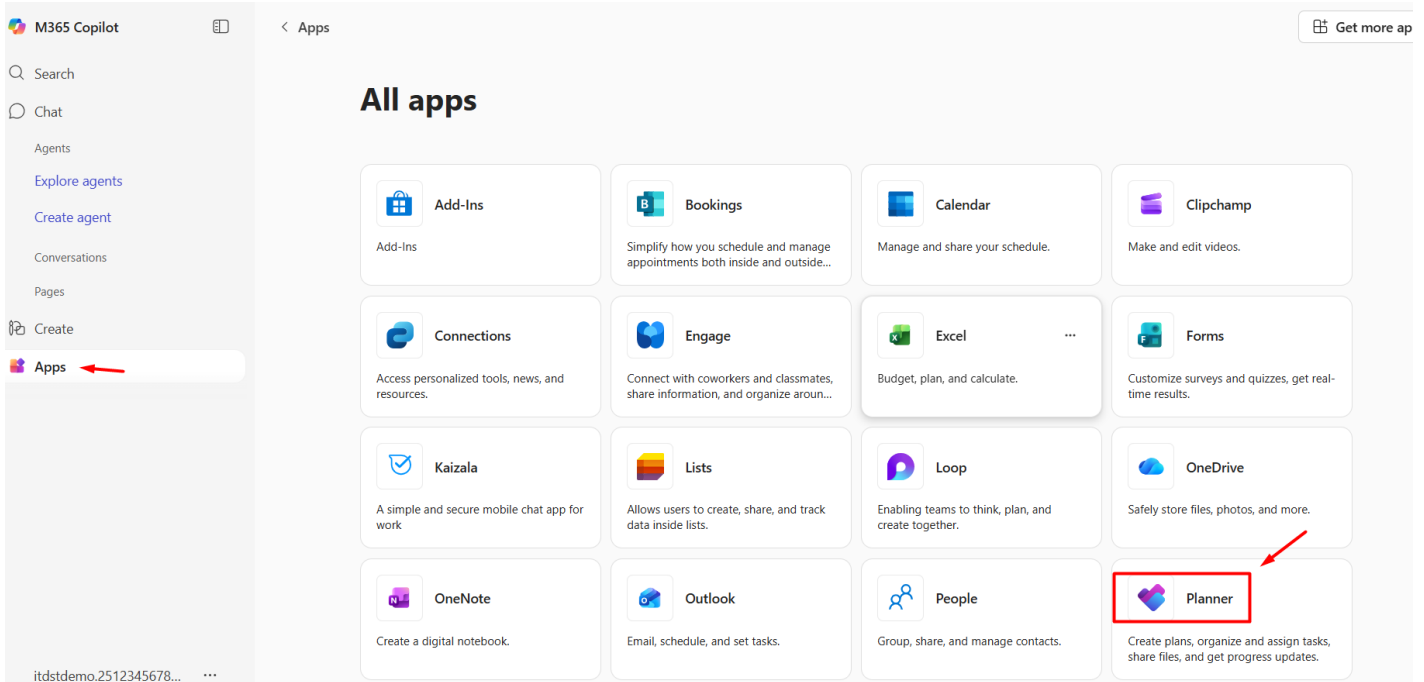 M365 Copilot
Search
Chat
Agents
Explore agents
Create agent
Conversations
Pages
Create
Apps
itdstdemo.2512345678...
Apps
Get more ap
All apps
Add-Ins
Add-Ins
Bookings
Simplify how you schedule and manage
appointments both inside and outside...
Calendar
Manage and share your schedule.
Clipchamp
Make and edit videos.
Connections
Access personalized tools, news, and
resources.
Engage
Connect with coworkers and classmates,
share information, and organize aroun...
Excel
Budget, plan, and calculate.
Forms
Customize surveys and quizzes, get real-
time results.
Kaizala
A simple and secure mobile chat app for
work
Lists
Allows users to create, share, and track
data inside lists.
Loop
Enabling teams to think, plan, and
create together.
OneDrive
Safely store files, photos, and more.
OneNote
Create a digital notebook.
Outlook
Email, schedule, and set tasks.
People
Group, share, and manage contacts.
Planner
Create plans, organize and assign tasks,
share files, and get progress updates.